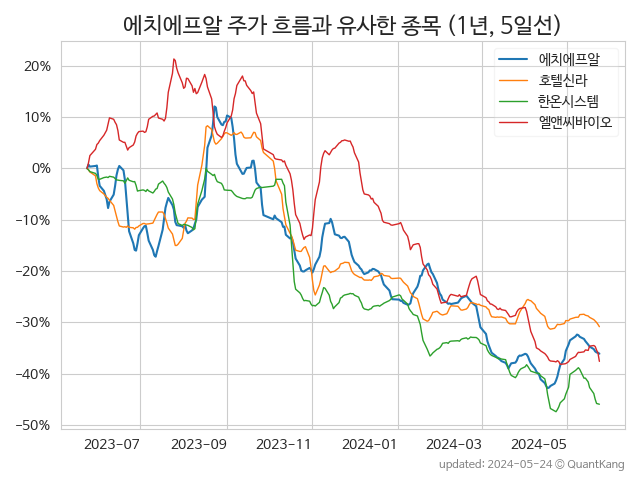 에치에프알 주가 흐름과 유사한 종목 (1년, 5일선)
에치에프알
호텔신라
한온시스템
엘앤씨바이오
20%
10%
0%
−10%
−20%
−30%
−40%
−50%
2023-07
2023-09
2023-11
2024-01
2024-03
2024-05
updated: 2024-05-24 © QuantKang